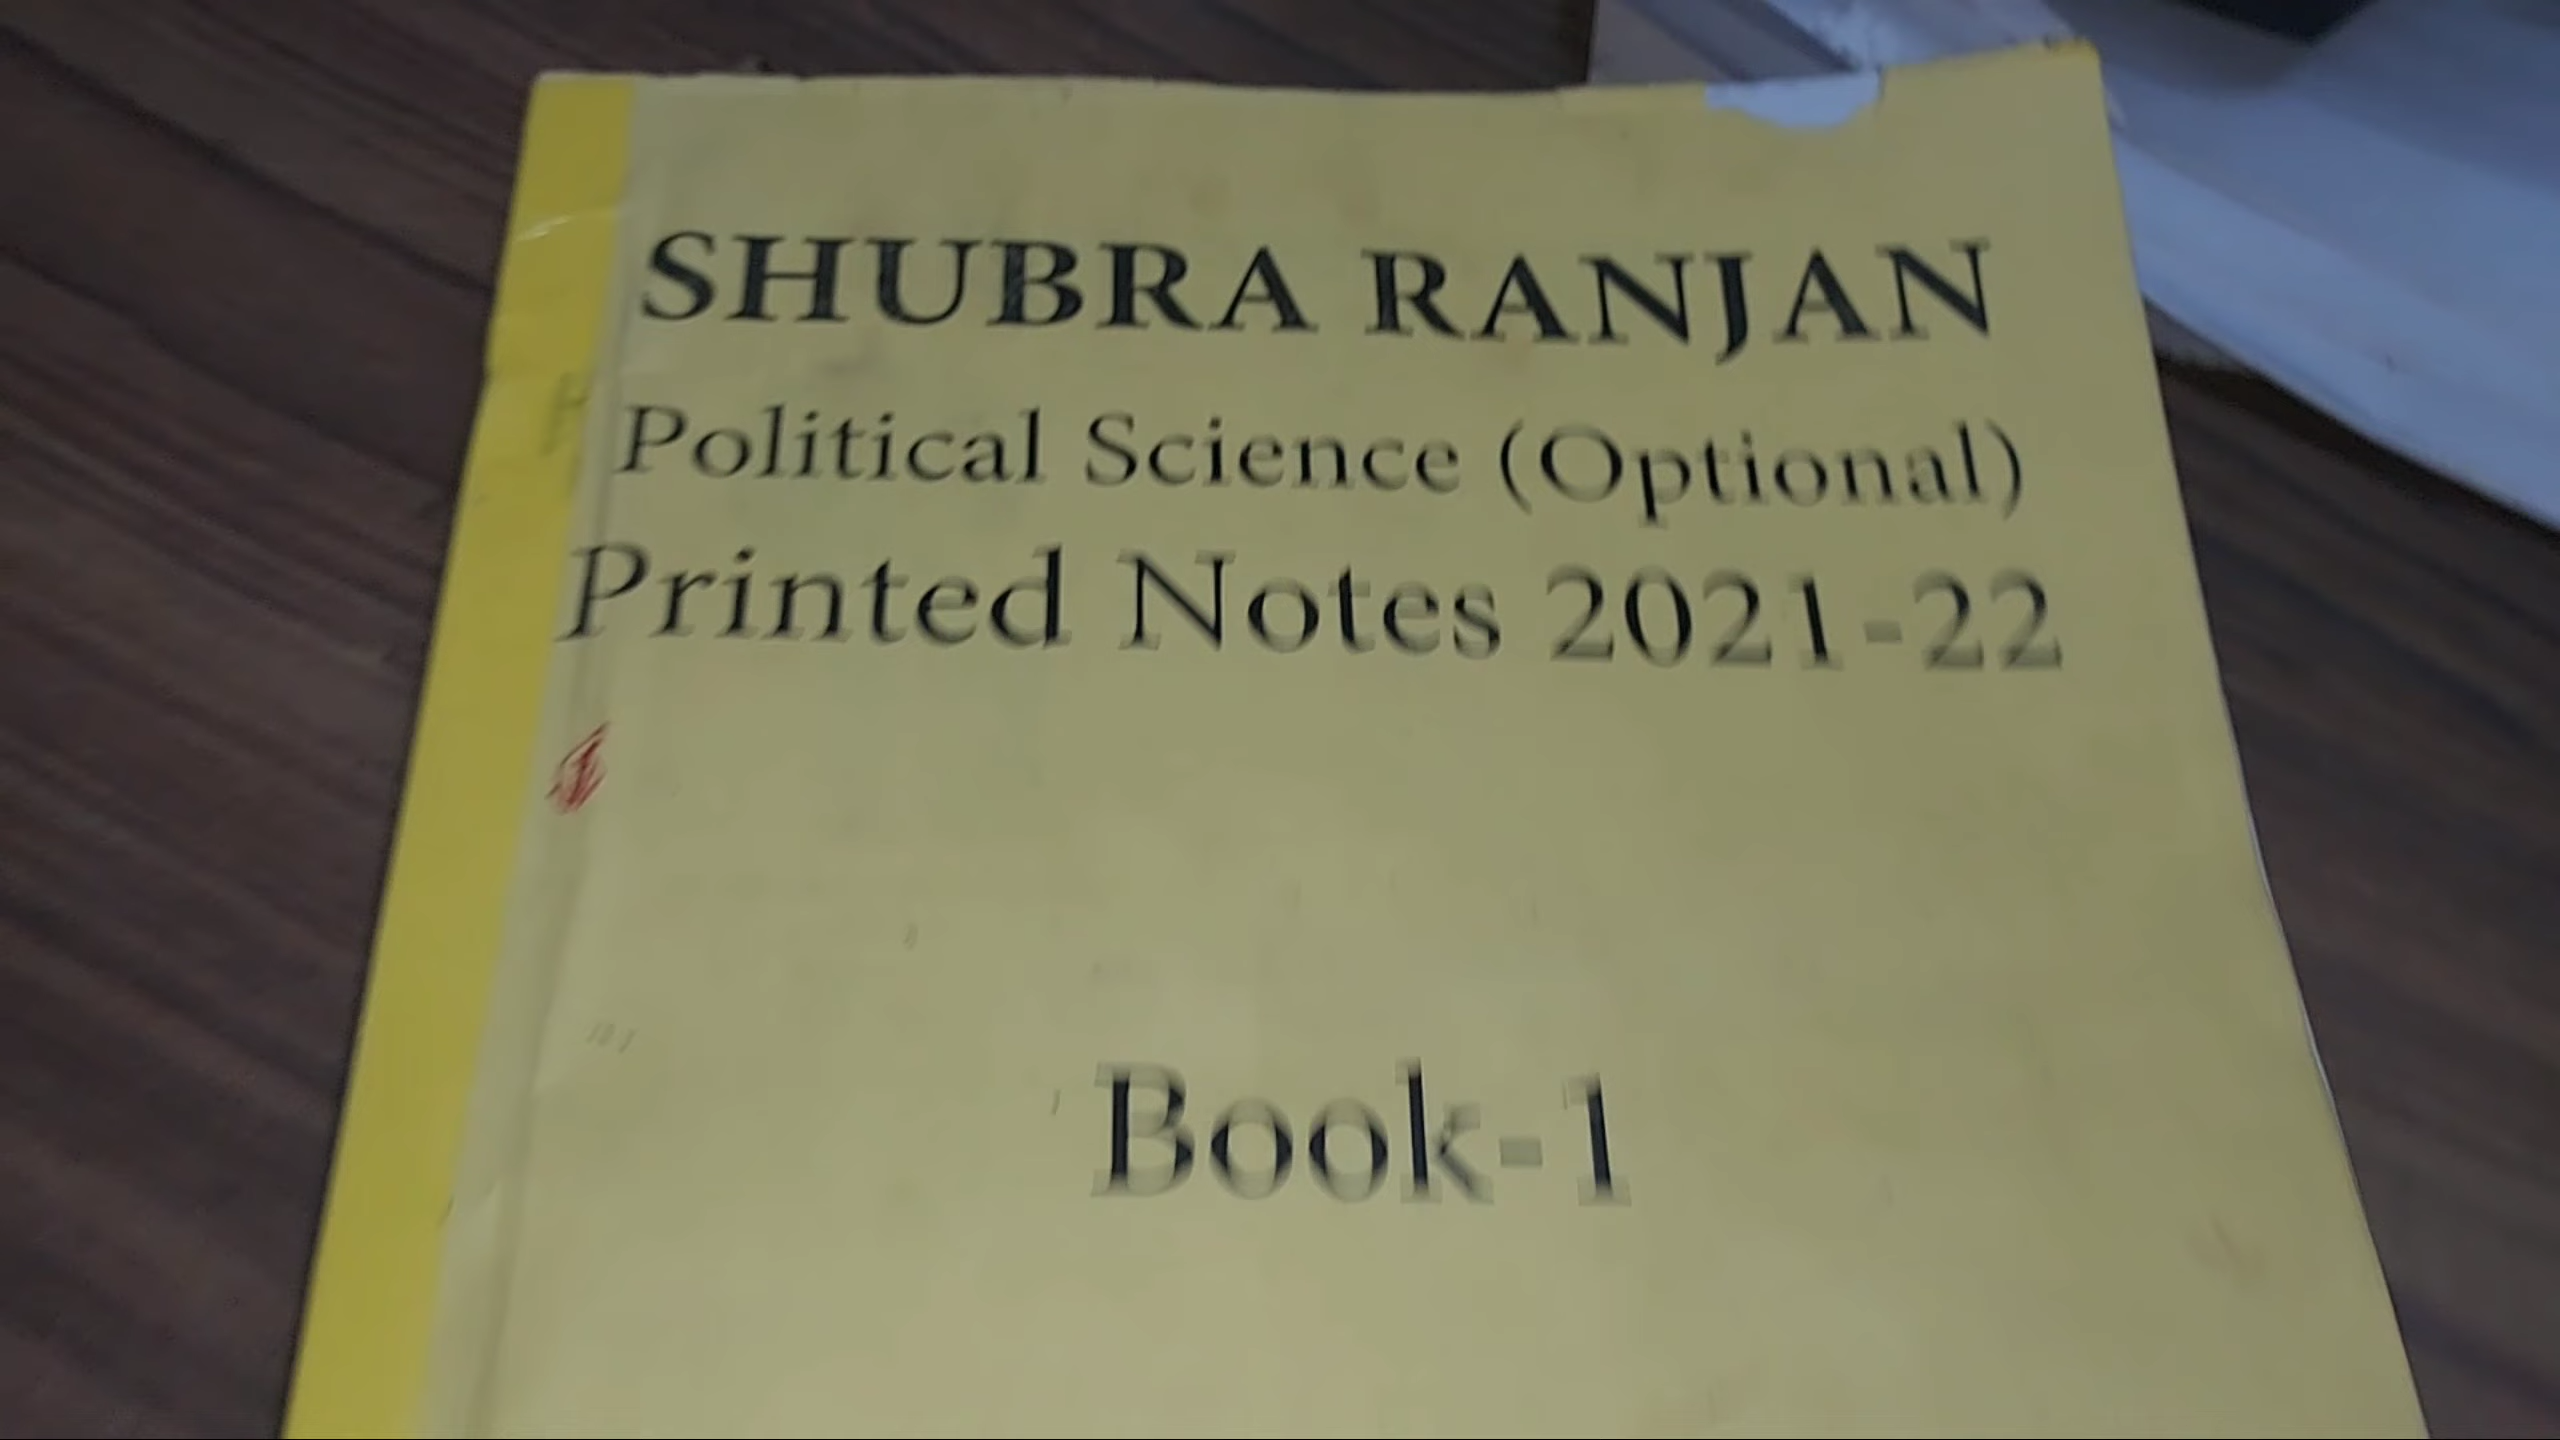 SHUBRA RANJAN
Political Science (Optional)
Printed Notes 2021-22
Book-1